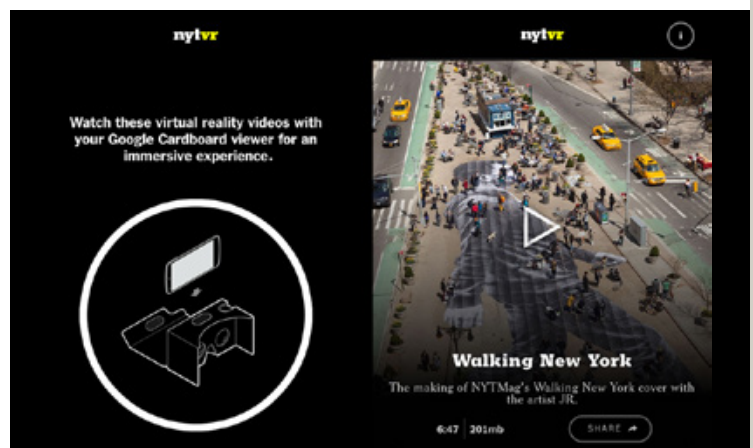 nytvr
Watch these virtual reality videos with
your Google Cardboard viewer for an
immersive experience.
nytvr
i
Walking New York
The making of NYTMag's Walking New York cover with
the artist JR.
6:47 201mb
SHARE